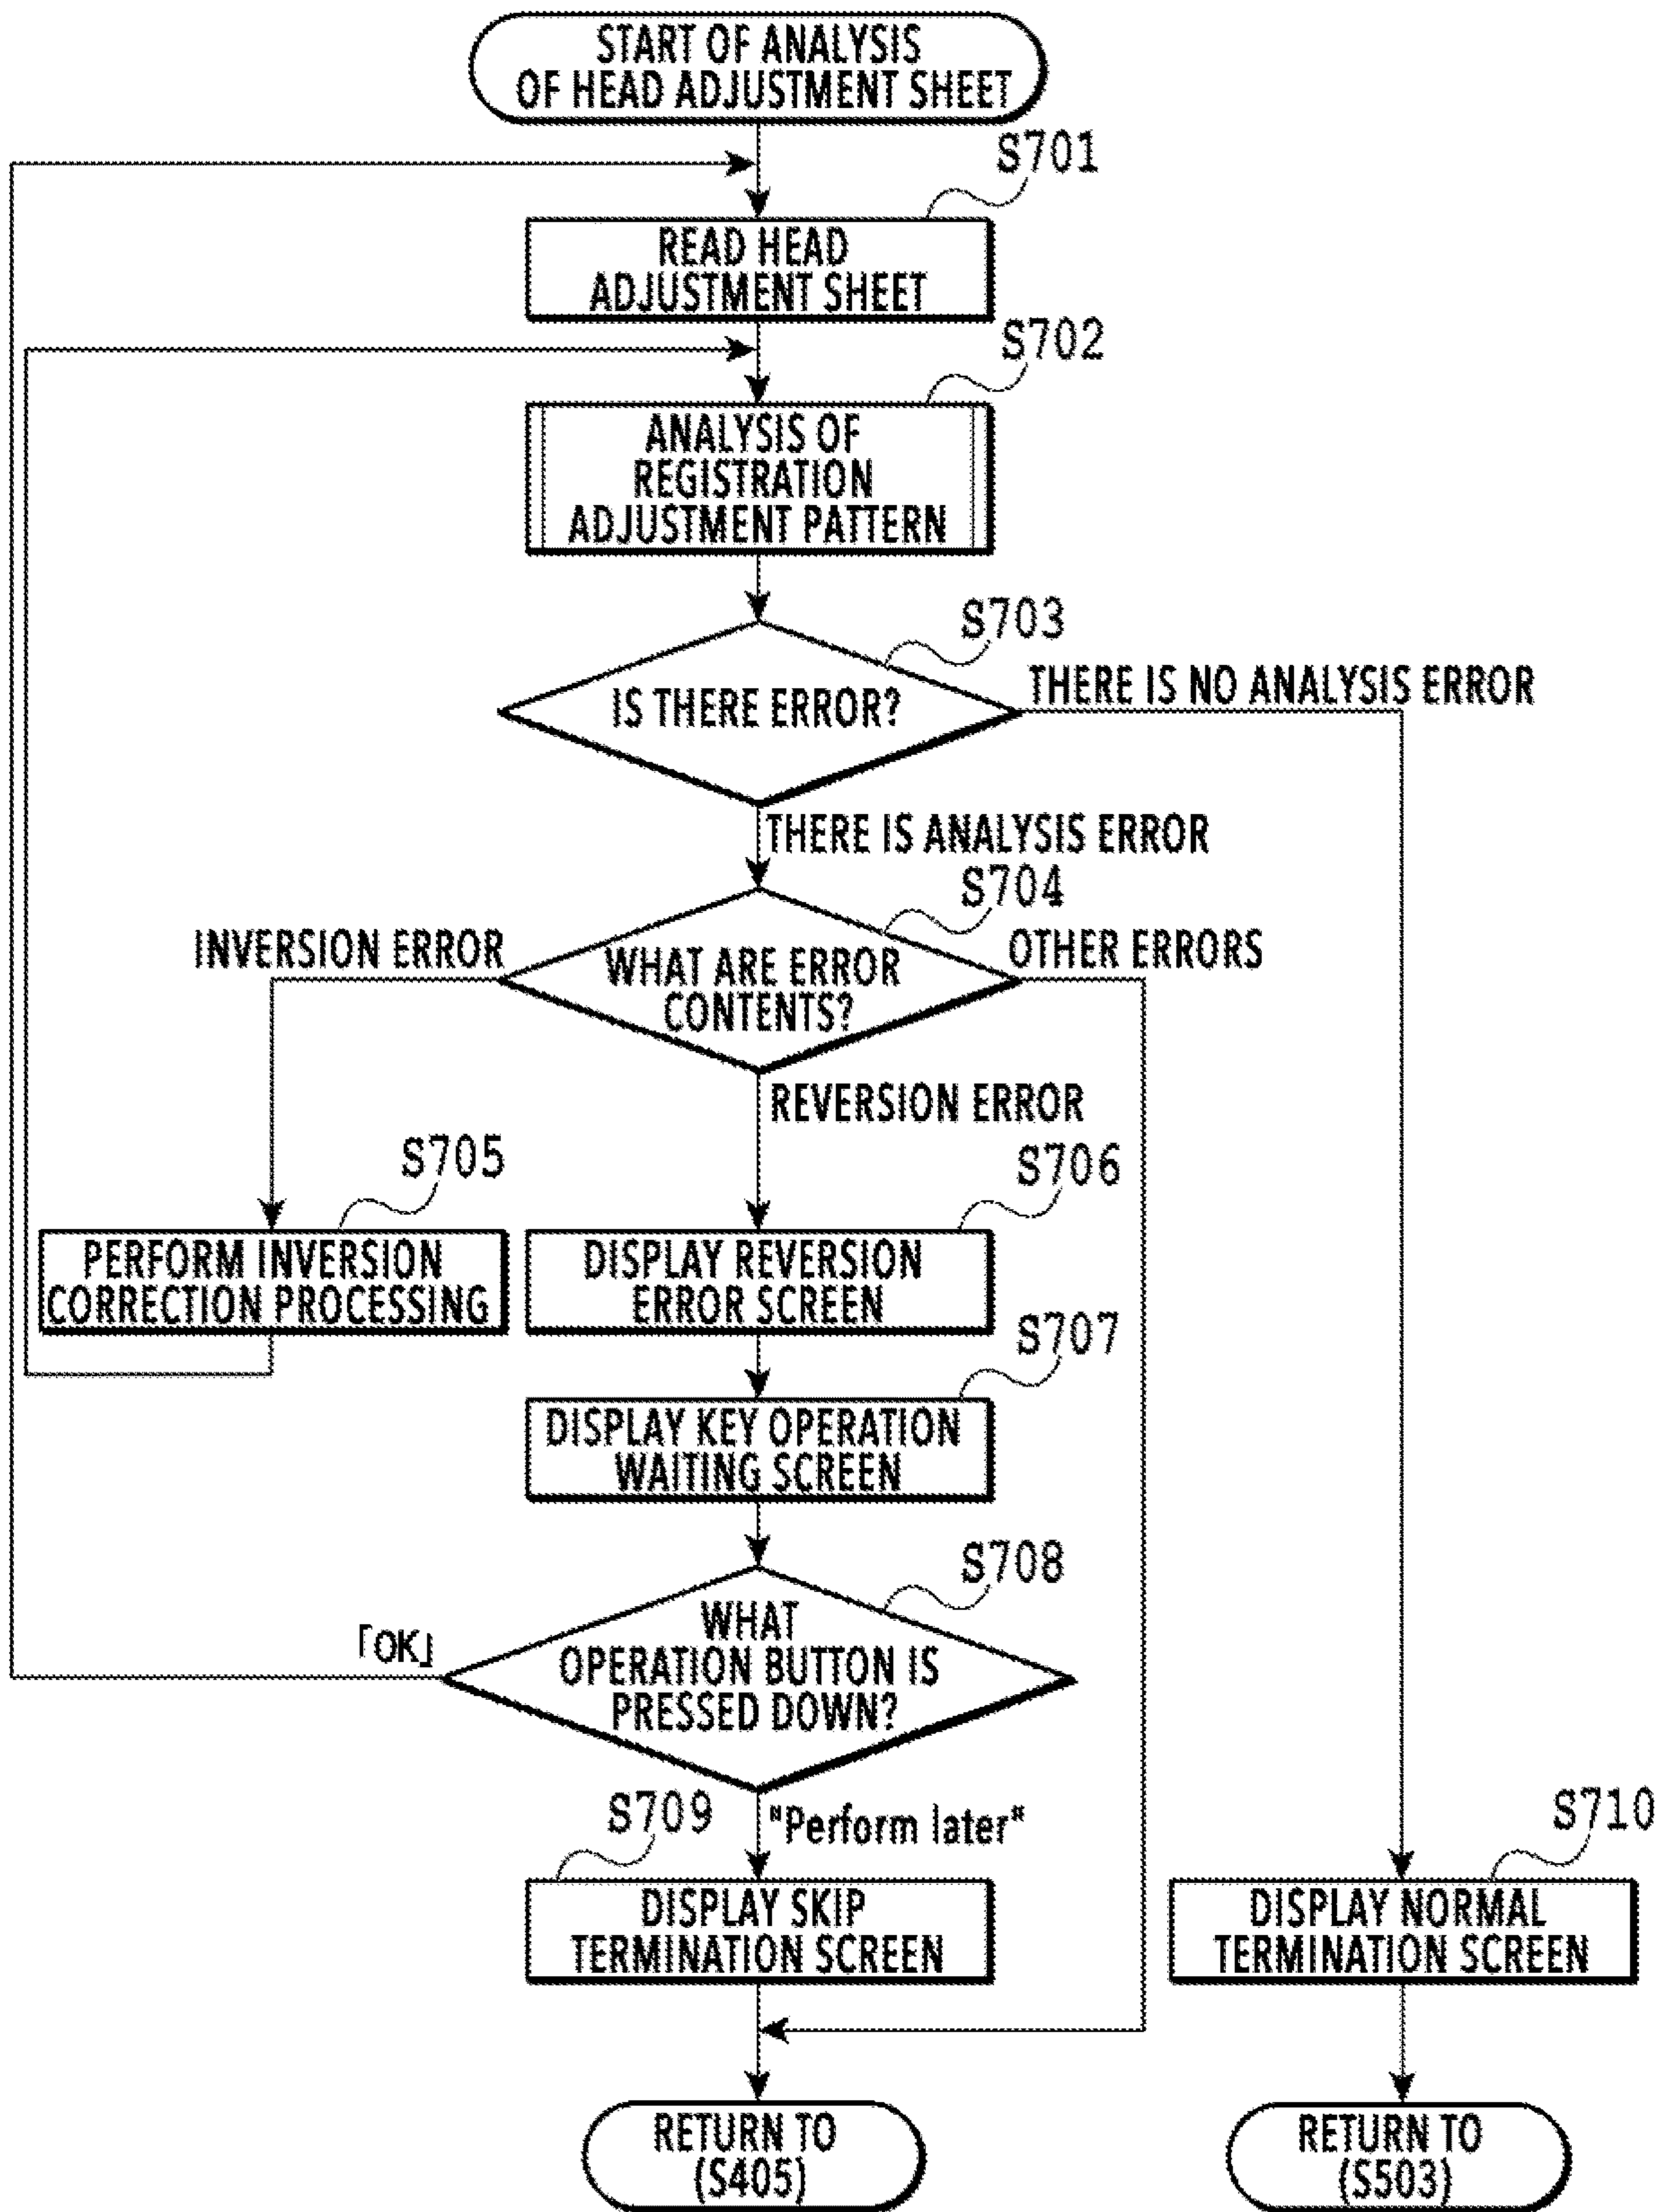 START OF ANALYSIS
OF HEAD ADJUSTMENT SHEET
S701
READ HEAD
ADJUSTMENT SHEET
S702
ANALYSIS OF
REGISTRATION
ADJUSTMENT PATTERN
S703
IS THERE ERROR?
THERE IS NO ANALYSIS ERROR
THERE IS ANALYSIS ERROR
S704
INVERSION ERROR
WHAT ARE ERROR
CONTENTS?
OTHER ERRORS
REVERSION ERROR
S705
PERFORM INVERSION
CORRECTION PROCESSING
S706
DISPLAY REVERSION
ERROR SCREEN
S707
DISPLAY KEY OPERATION
WAITING SCREEN
S708
WHAT
OPERATION BUTTON IS
PRESSED DOWN?
「OK」
"Perform later"
S709
DISPLAY SKIP
TERMINATION SCREEN
S710
DISPLAY NORMAL
TERMINATION SCREEN
RETURN TO
(S405)
RETURN TO
(S503)